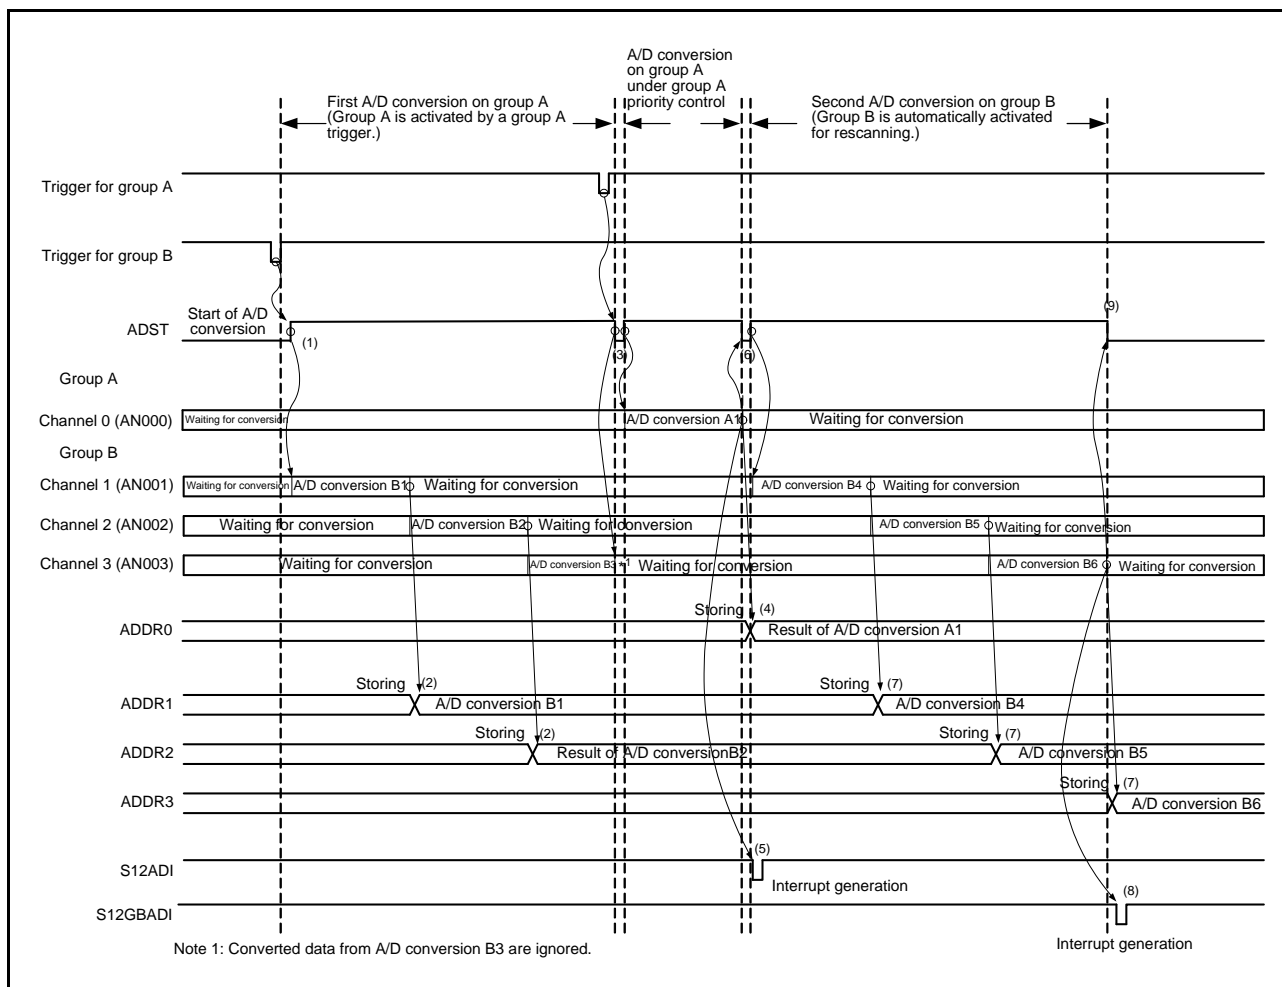 A/D conversion
on group A
under group A
priority control
First A/D conversion on group A
(Group A is activated by a group A
trigger.)
Second A/D conversion on group B
(Group B is automatically activated
for rescanning.)
Trigger for group A
Trigger for group B
Start of A/D
conversion
ADST
(1)
(3)
(6)
(9)
Group A
Channel 0 (AN000)
Waiting for conversion
A/D conversion A1
Waiting for conversion
Group B
Channel 1 (AN001)
Waiting for conversion
A/D conversion B1
Waiting for conversion
A/D conversion B4
Waiting for conversion
Channel 2 (AN002)
Waiting for conversion
A/D conversion B2
Waiting for conversion
A/D conversion B5
Waiting for conversion
Channel 3 (AN003)
Waiting for conversion
A/D conversion B3 *1
Waiting for conversion
A/D conversion B6
Waiting for conversion
Storing (4)
ADDR0
Result of A/D conversion A1
Storing (2)
Storing (7)
ADDR1
A/D conversion B1
A/D conversion B4
Storing (2)
Storing (7)
ADDR2
Result of A/D conversionB2
A/D conversion B5
Storing (7)
ADDR3
A/D conversion B6
S12ADI
(5)
Interrupt generation
S12GBADI
(8)
Interrupt generation
Note 1: Converted data from A/D conversion B3 are ignored.